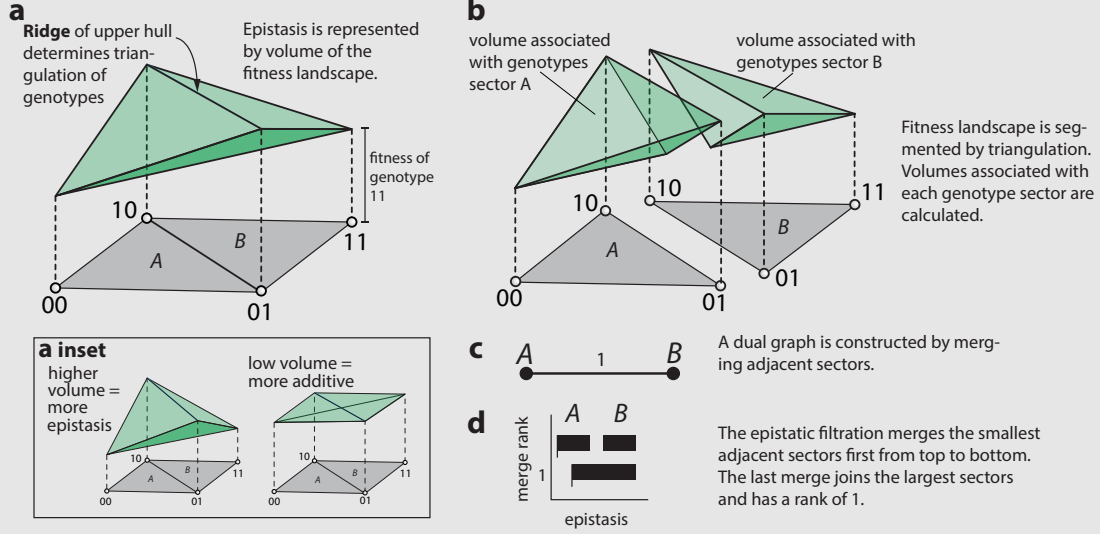 a
Ridge of upper hull
determines trian-
gulation of
genotypes
Epistasis is represented
by volume of the
fitness landscape.
fitness of
genotype
11
10
B
11
A
00
01
b
volume associated
with genotypes
sector A
volume associated with
genotypes sector B
Fitness landscape is seg-
mented by triangulation.
Volumes associated with
each genotype sector are
calculated.
10
10
11
A
B
00
01
01
a inset
higher
volume =
more
epistasis
low volume =
more additive
10
B
11
A
00
01
10
B
11
A
00
01
c
A
1
B
A dual graph is constructed by merg-
ing adjacent sectors.
d
A B
merge rank
1
epistasis
The epistatic filtration merges the smallest
adjacent sectors first from top to bottom.
The last merge joins the largest sectors
and has a rank of 1.